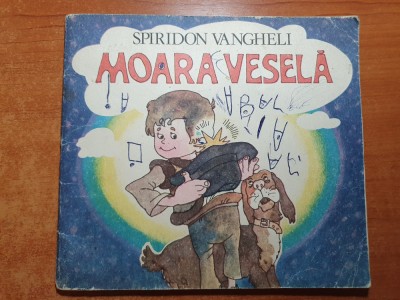 SPIRIDON VANGHELI
MOARA VESELĂ